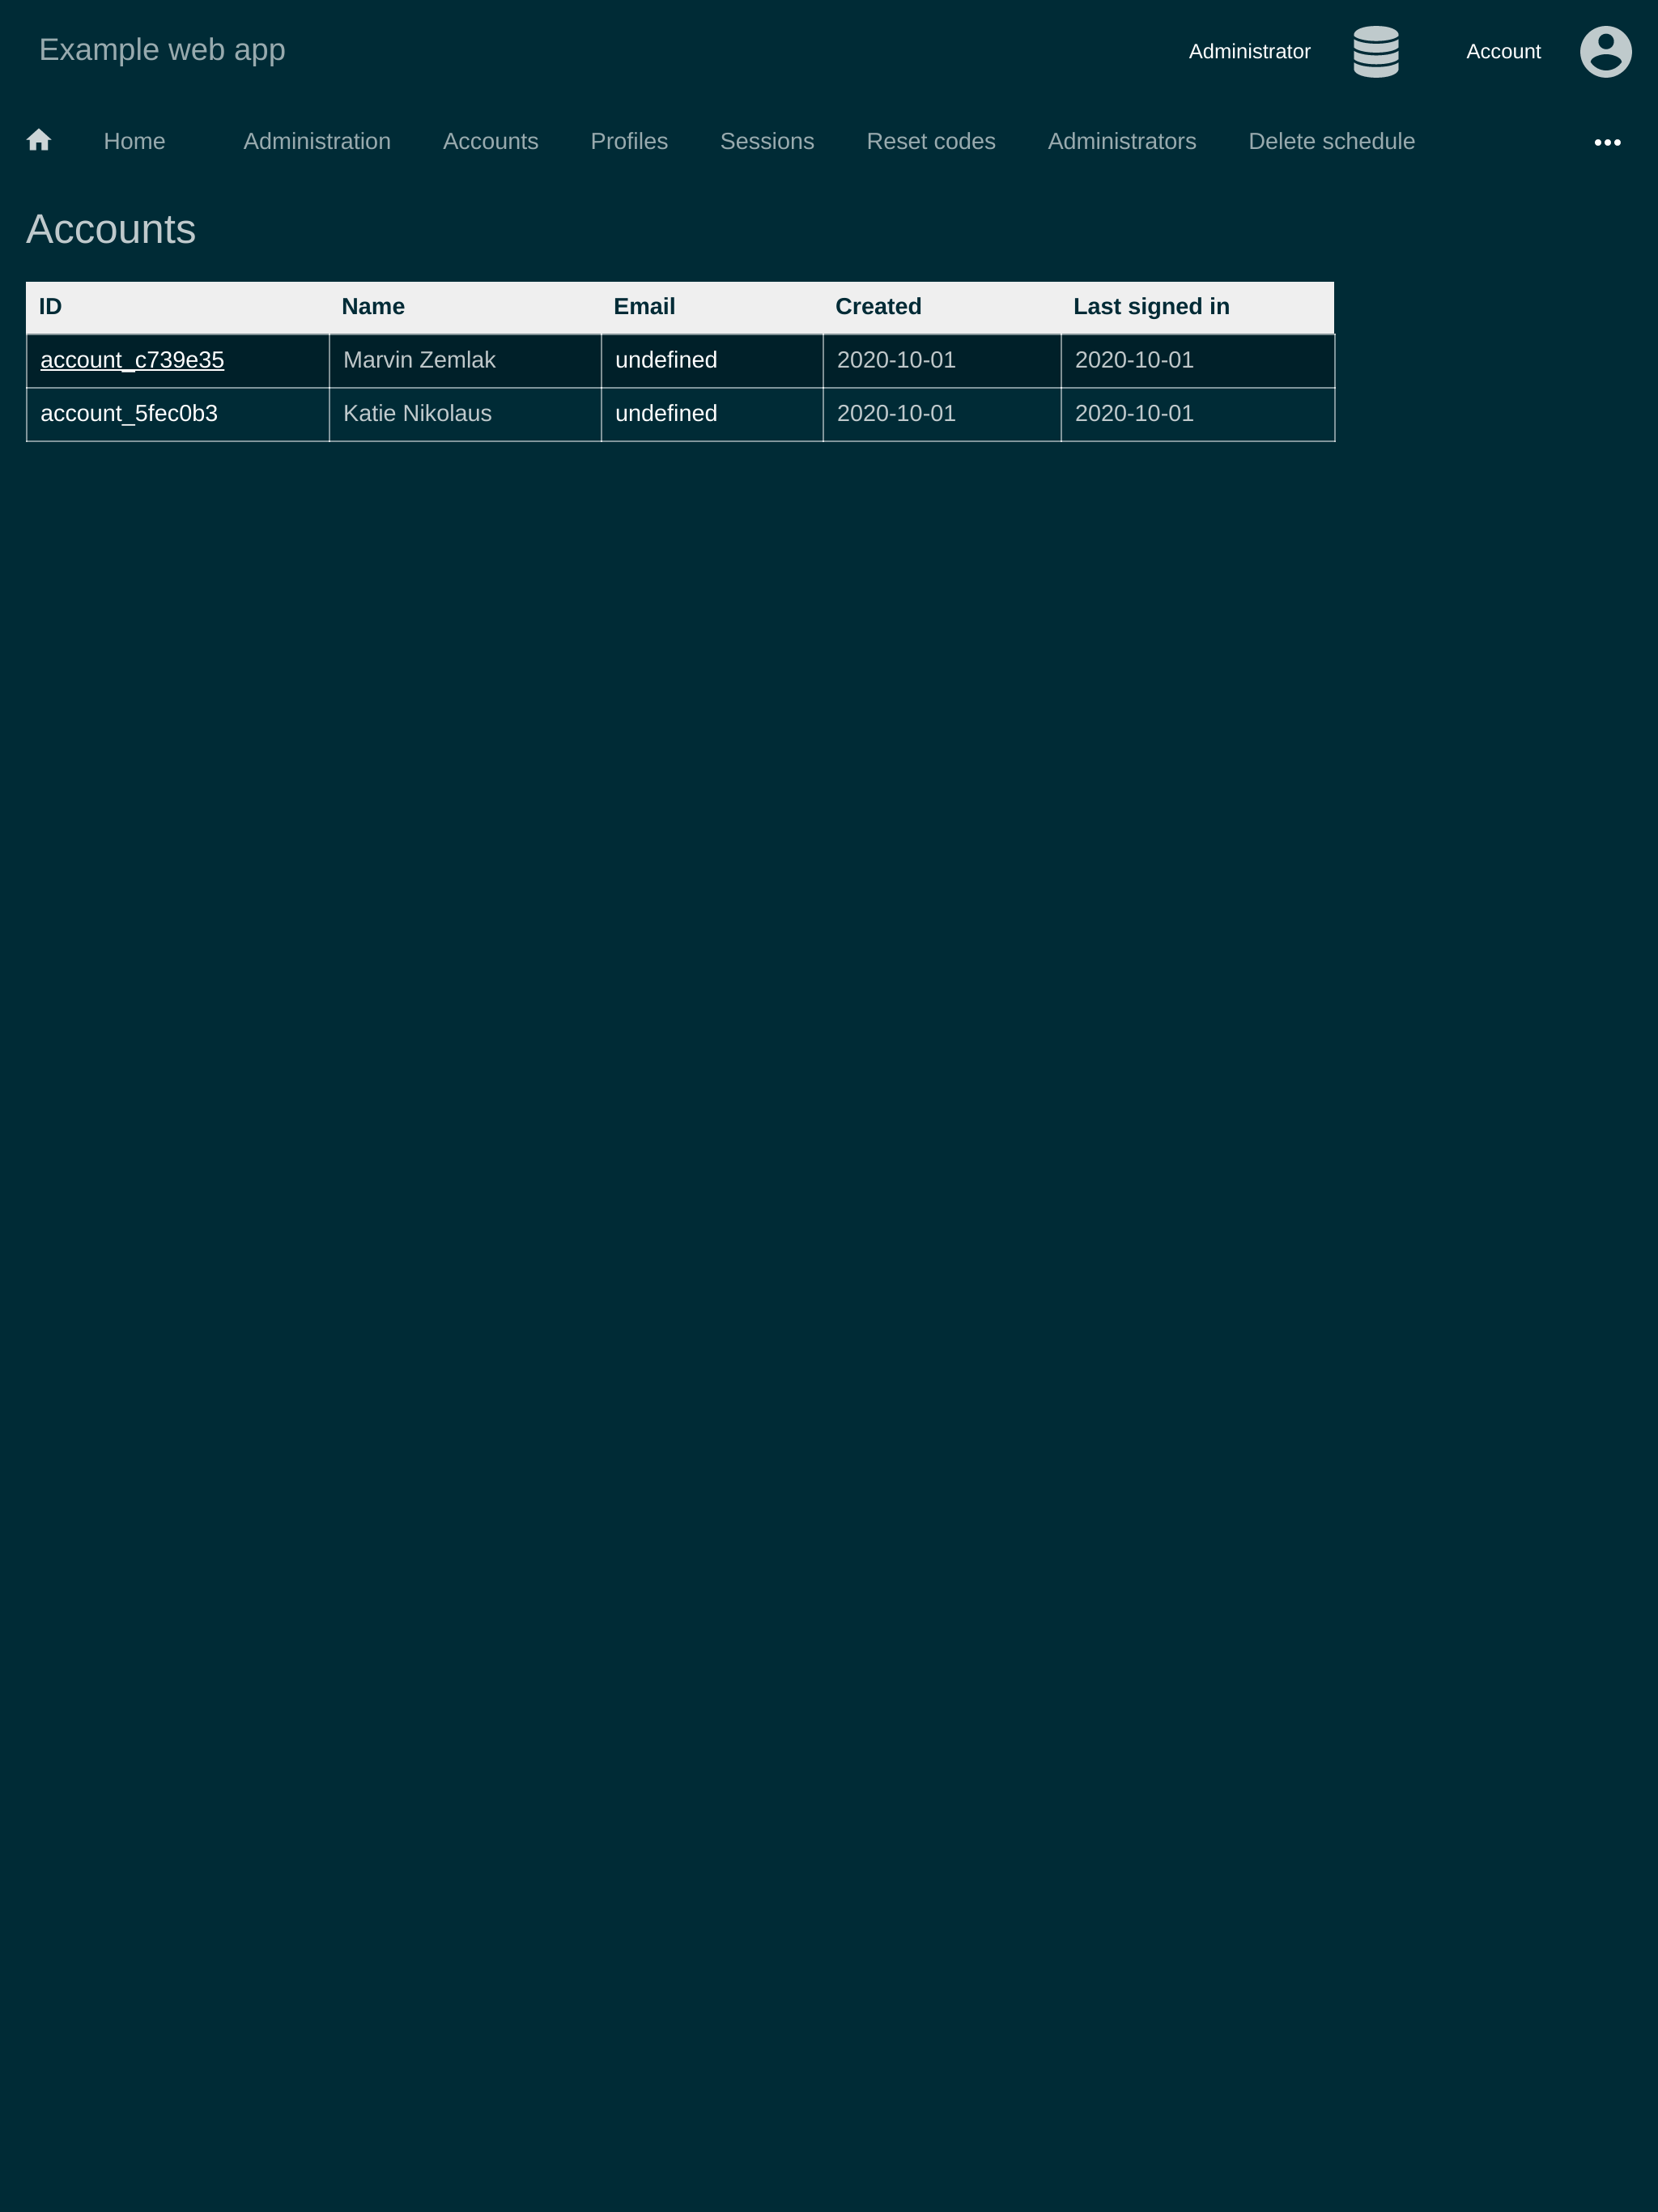 Example web app
Administrator Account
Home Administration Accounts Profiles Sessions Reset codes Administrators Delete schedule
Accounts
ID Name Email Created Last signed in
account_c739e35 Marvin Zemlak undefined 2020-10-01 2020-10-01
account_5fec0b3 Katie Nikolaus undefined 2020-10-01 2020-10-01